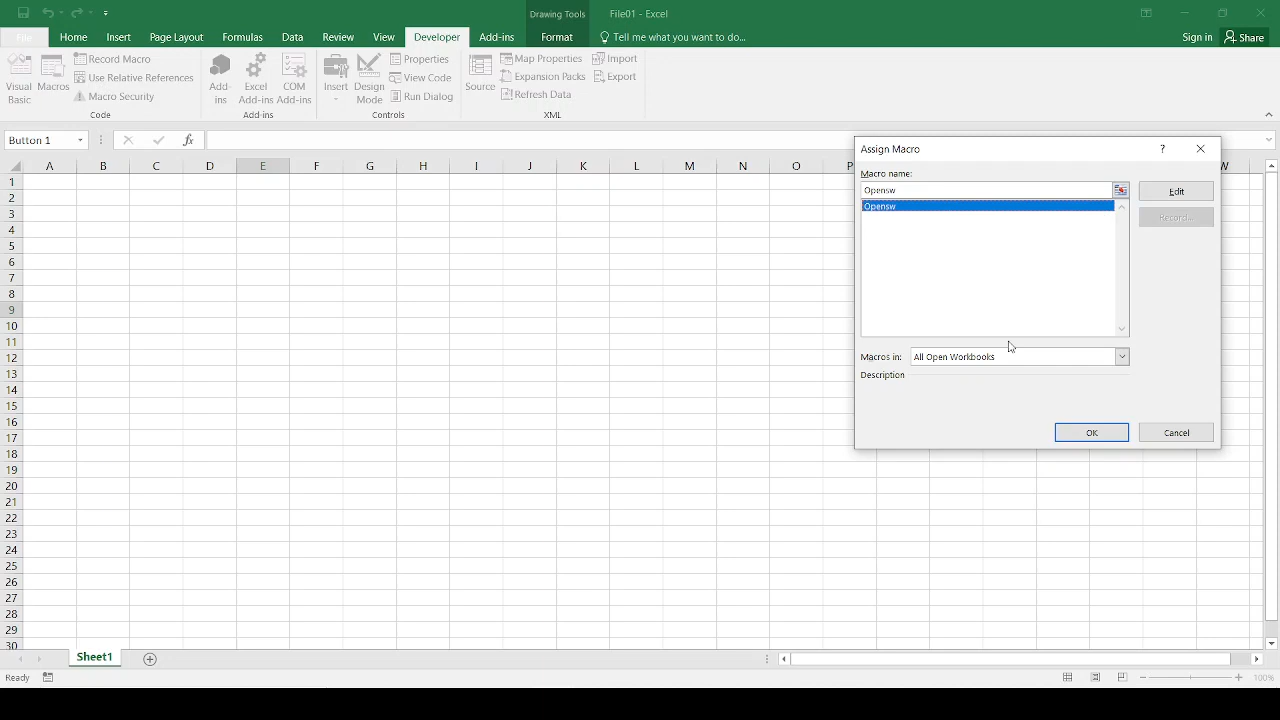 Drawing Tools
File01 - Excel
File Home Insert Page Layout Formulas Data Review View Developer Add-ins Format Tell me what you want to do... Sign in Share
Visual Basic
Macros
Record Macro
Use Relative References
Macro Security
Code
Add-ins
Excel Add-ins
COM Add-ins
Add-ins
Insert
Design Mode
Properties
View Code
Run Dialog
Controls
Source
Map Properties
Expansion Packs
Refresh Data
Import
Export
XML
Button 1
fx
A B C D E F G H I J K L M N O P W
1
2
3
4
5
6
7
8
9
10
11
12
13
14
15
16
17
18
19
20
21
22
23
24
25
26
27
28
29
30
Assign Macro
?
Macro name:
Opensw
Edit
Opensw
Record...
Macros in: All Open Workbooks
Description
OK Cancel
Sheet1
Ready
100%